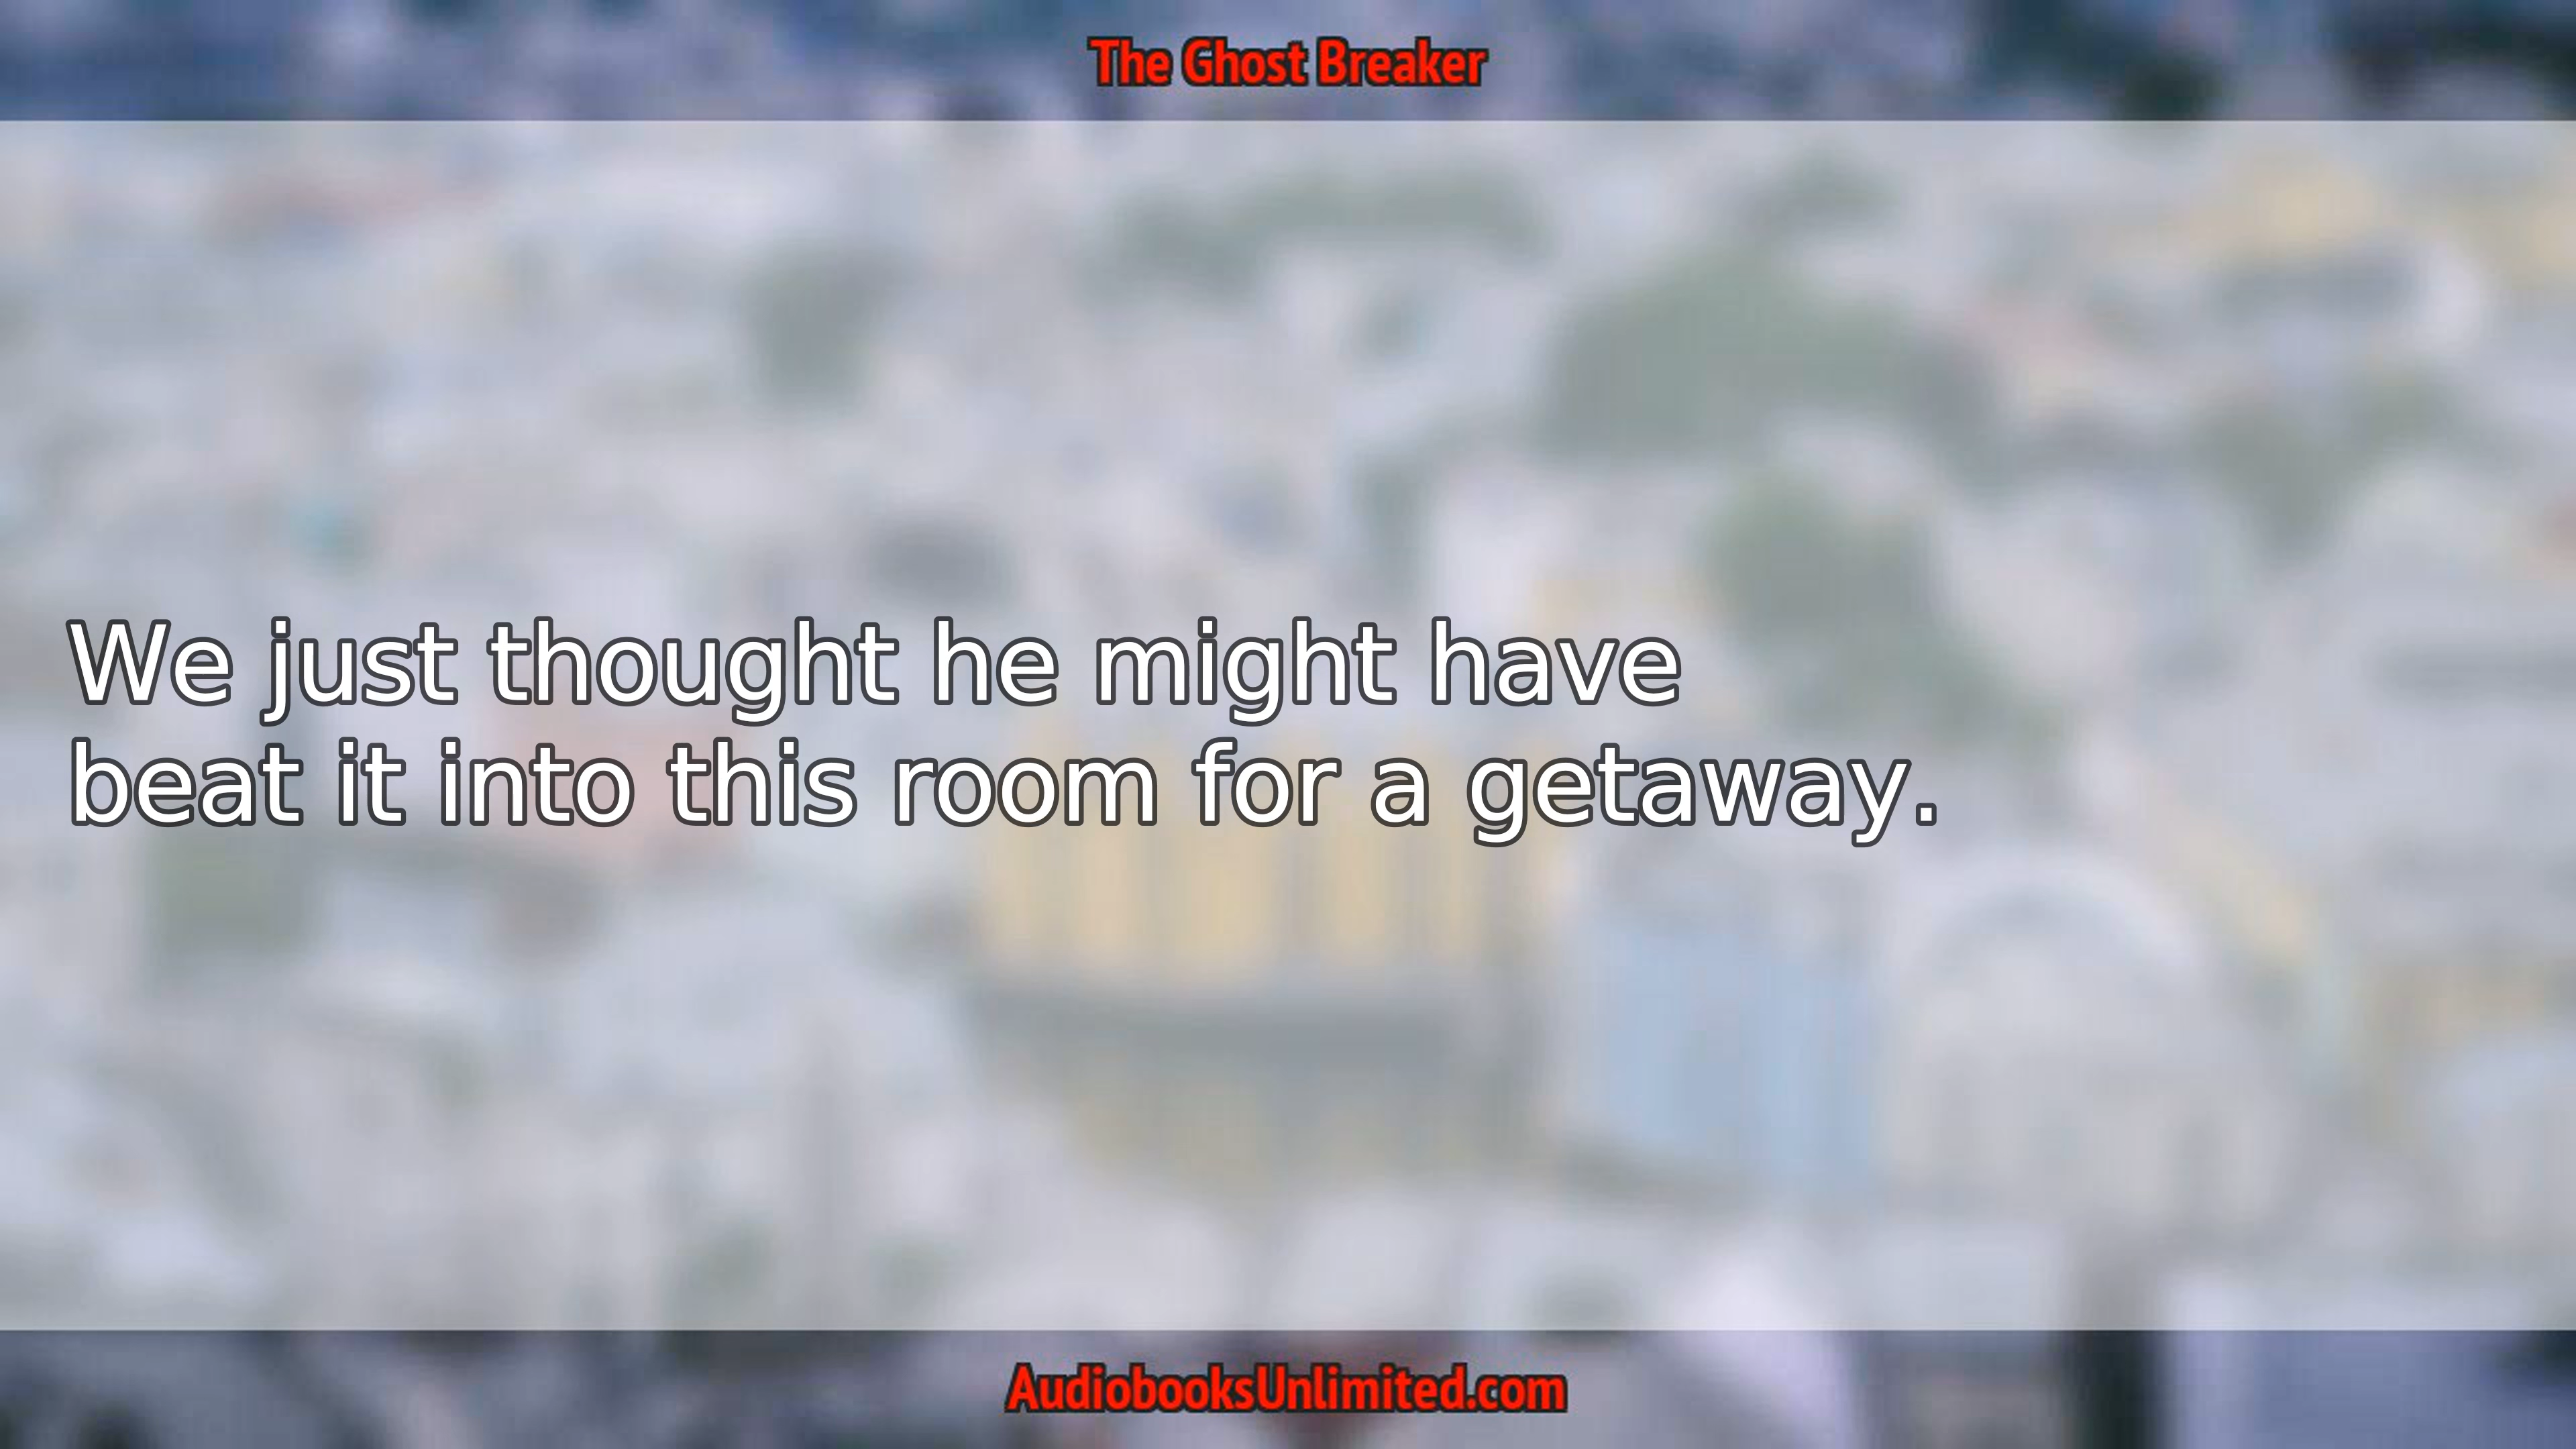 The Ghost Breaker
We just thought he might have
beat it into this room for a getaway.
AudiobooksUnlimited.com